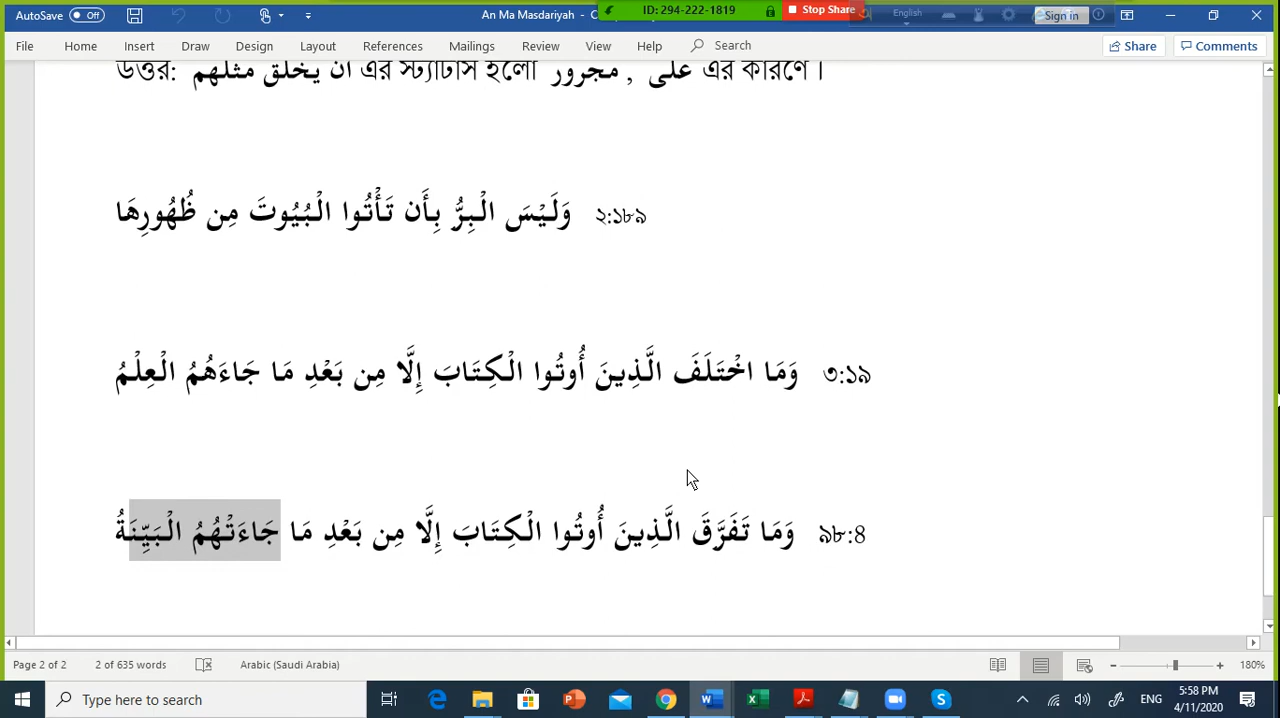 AutoSave Off
An Ma Masdariyah - C
ID: 294-222-1819
Stop Share
English
Sign in
File Home Insert Draw Design Layout References Mailings Review View Help Search
Share Comments
উত্তর: ان يخلق مثلهم এর স্ট্যাটাস হলো مجرور , على এর কারণে ।
وَلَيْسَ الْبِرُّ بِأَن تَأْتُوا الْبُيُوتَ مِن ظُهُورِهَا ২:১৮৯
وَمَا اخْتَلَفَ الَّذِينَ أُوتُوا الْكِتَابَ إِلَّا مِن بَعْدِ مَا جَاءَهُمُ الْعِلْمُ ৩:১৯
وَمَا تَفَرَّقَ الَّذِينَ أُوتُوا الْكِتَابَ إِلَّا مِن بَعْدِ مَا جَاءَتْهُمُ الْبَيِّنَةُ ৯৮:৪
Page 2 of 2
2 of 635 words
Arabic (Saudi Arabia)
180%
Type here to search
ENG
5:58 PM
4/11/2020